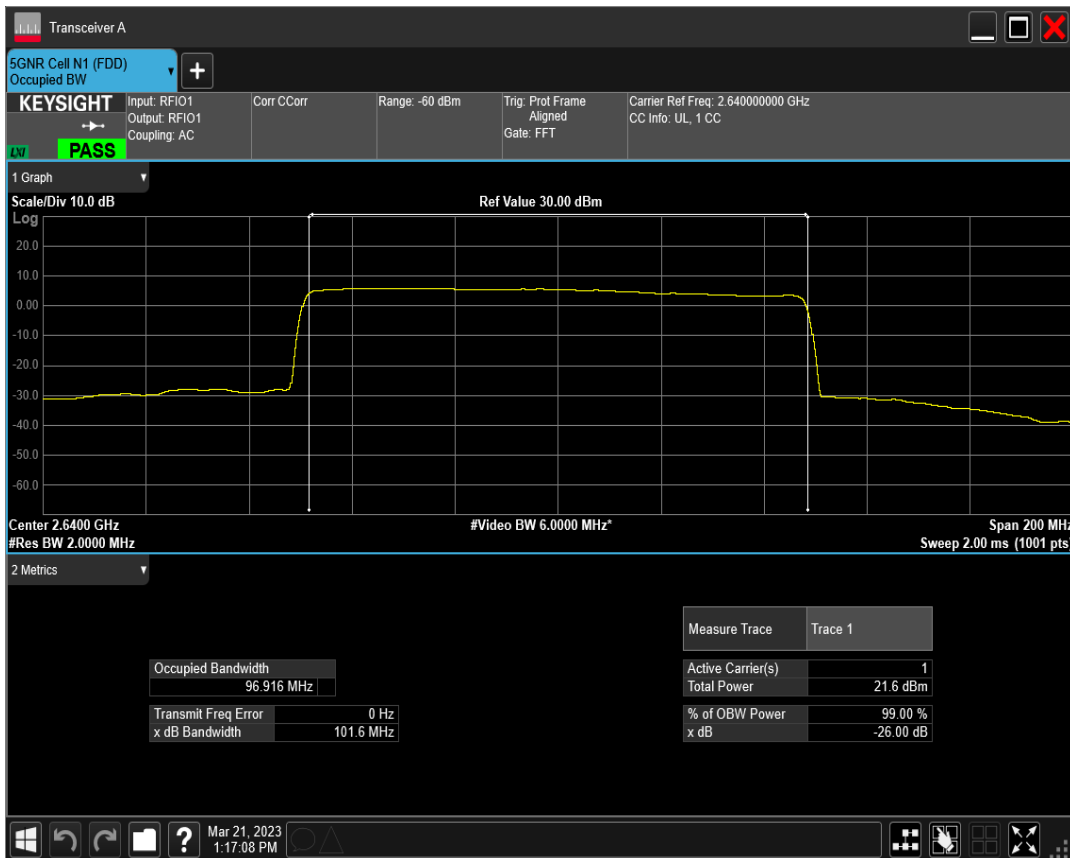 Transceiver A
5GNR Cell N1 (FDD)
Occupied BW
+
KEYSIGHT
LXI
PASS
Input: RFIO1
Output: RFIO1
Coupling: AC
Corr CCorr
Range: -60 dBm
Trig: Prot Frame
Aligned
Gate: FFT
Carrier Ref Freq: 2.640000000 GHz
CC Info: UL, 1 CC
1 Graph
Scale/Div 10.0 dB
Ref Value 30.00 dBm
Log
20.0
10.0
0.00
-10.0
-20.0
-30.0
-40.0
-50.0
-60.0
Center 2.6400 GHz
#Video BW 6.0000 MHz*
Span 200 MHz
#Res BW 2.0000 MHz
Sweep 2.00 ms (1001 pts)
2 Metrics
Measure Trace Trace 1
Occupied Bandwidth
96.916 MHz
Active Carrier(s) 1
Total Power 21.6 dBm
Transmit Freq Error 0 Hz
x dB Bandwidth 101.6 MHz
% of OBW Power 99.00 %
x dB -26.00 dB
?
Mar 21, 2023
1:17:08 PM